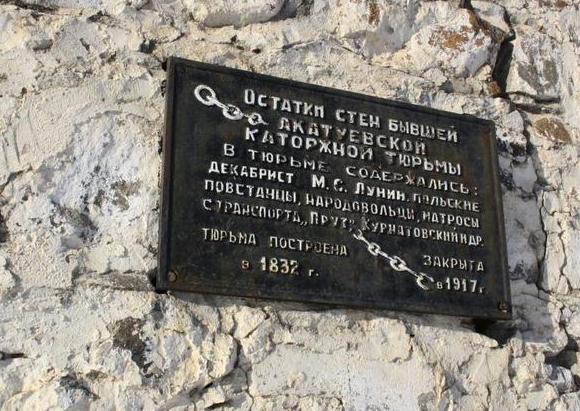 ОСТАТКИ СТЕН БЫВШЕЙ
АКАТУЕВСКОЙ
КАТОРЖНОЙ ТЮРЬМЫ
В ТЮРЬМЕ СОДЕРЖАЛИСЬ:
ДЕКАБРИСТ М.С. ЛУНИН, ПОЛЬСКИЕ
ПОВСТАНЦЫ, НАРОДОВОЛЬЦЫ, МАТРОСЫ
С ТРАНСПОРТА „ПРУТ“, КУРНАТОВСКИЙ И ДР.
ТЮРЬМА ПОСТРОЕНА ЗАКРЫТА
В 1832 г. В 1917 г.